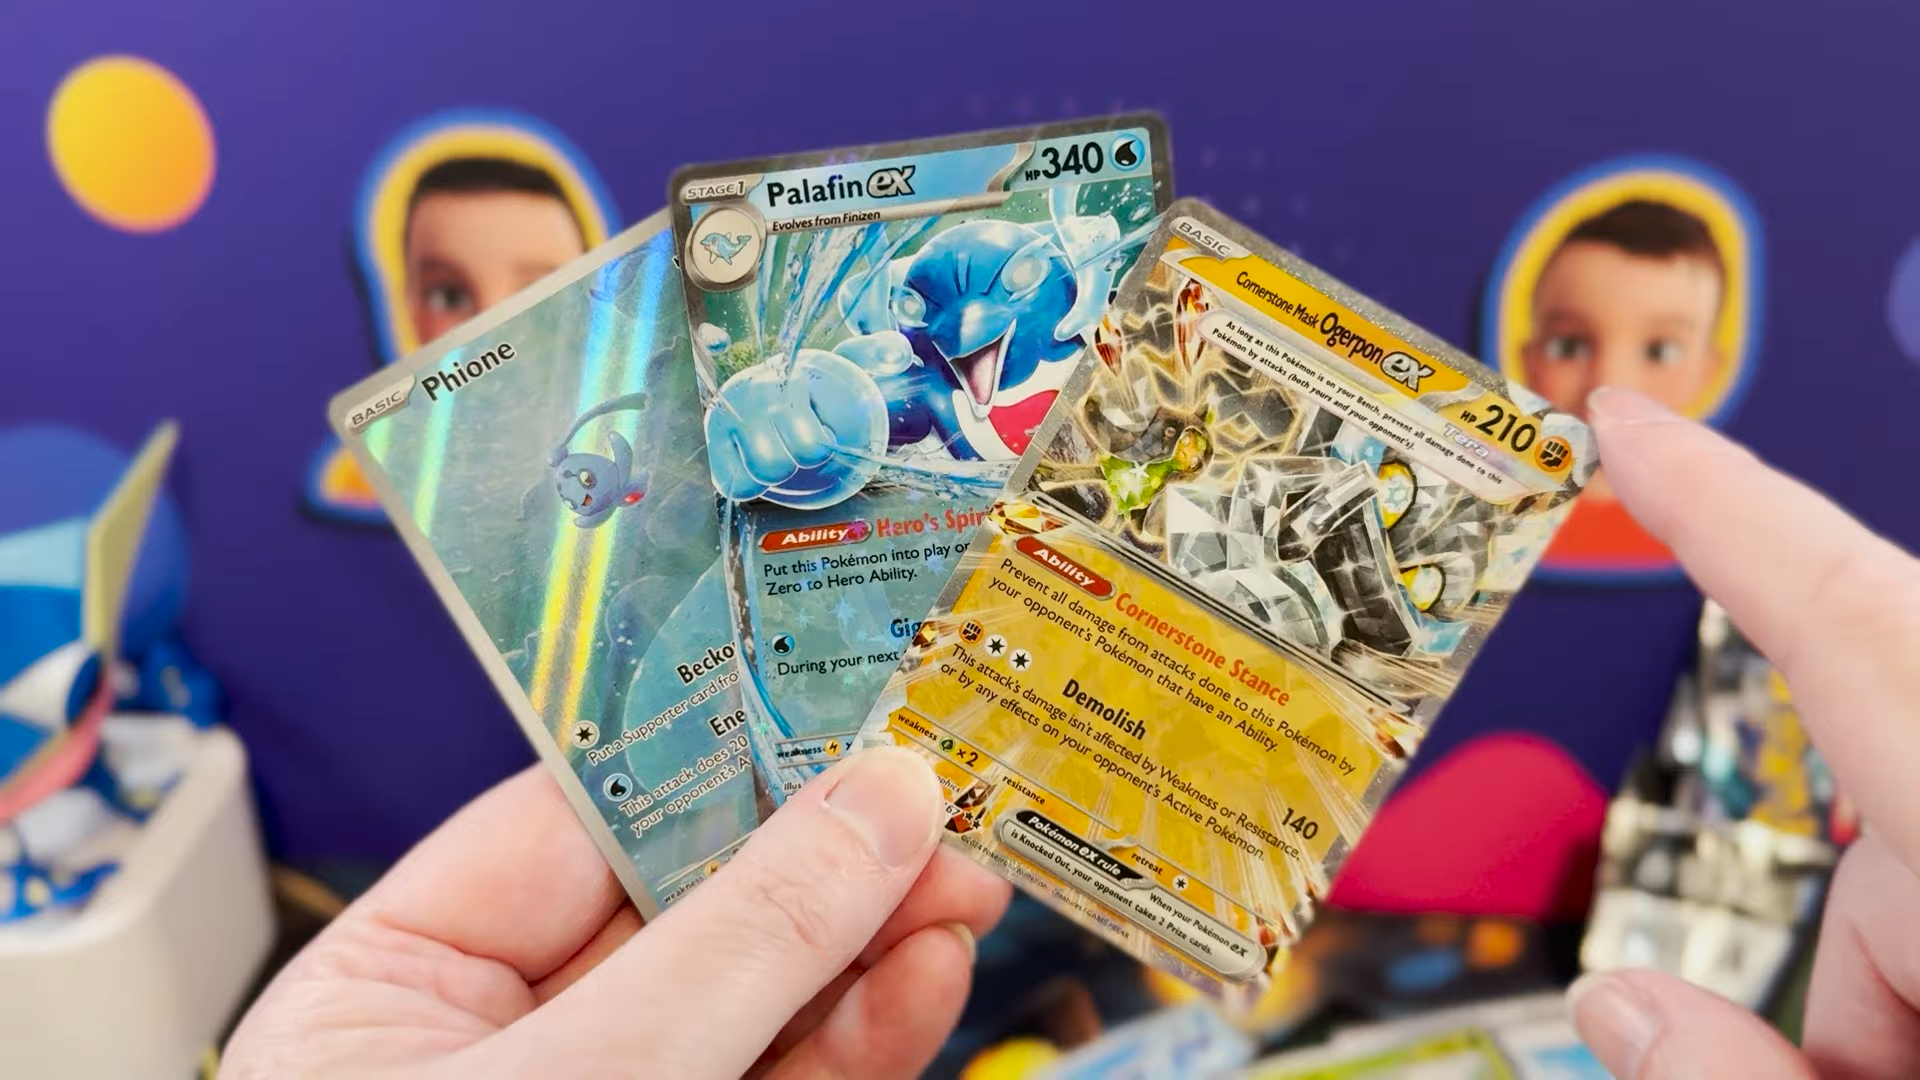 BASIC
Phione
Put a Supporter card fro
Ene
This attack does 20
your opponent's A
weakness
STAGE 1
Palafin ex
HP 340
Evolves from Finizen
Ability Hero's Spiri
Put this Pokémon into play or
Zero to Hero Ability.
Gig
During your next
weakness
Illus
BASIC
Cornerstone Mask Ogerpon ex
HP 210
Tera
As long as this Pokémon is on your Bench, prevent all damage done to this
Pokémon by attacks (both yours and your opponent's).
Ability Cornerstone Stance
Prevent all damage from attacks done to this Pokémon by
your opponent's Pokémon that have an Ability.
Demolish
140
This attack's damage isn't affected by Weakness or Resistance,
or by any effects on your opponent's Active Pokémon.
weakness ×2
resistance
retreat
Pokémon ex rule
When your Pokémon ex
is Knocked Out, your opponent takes 2 Prize cards.